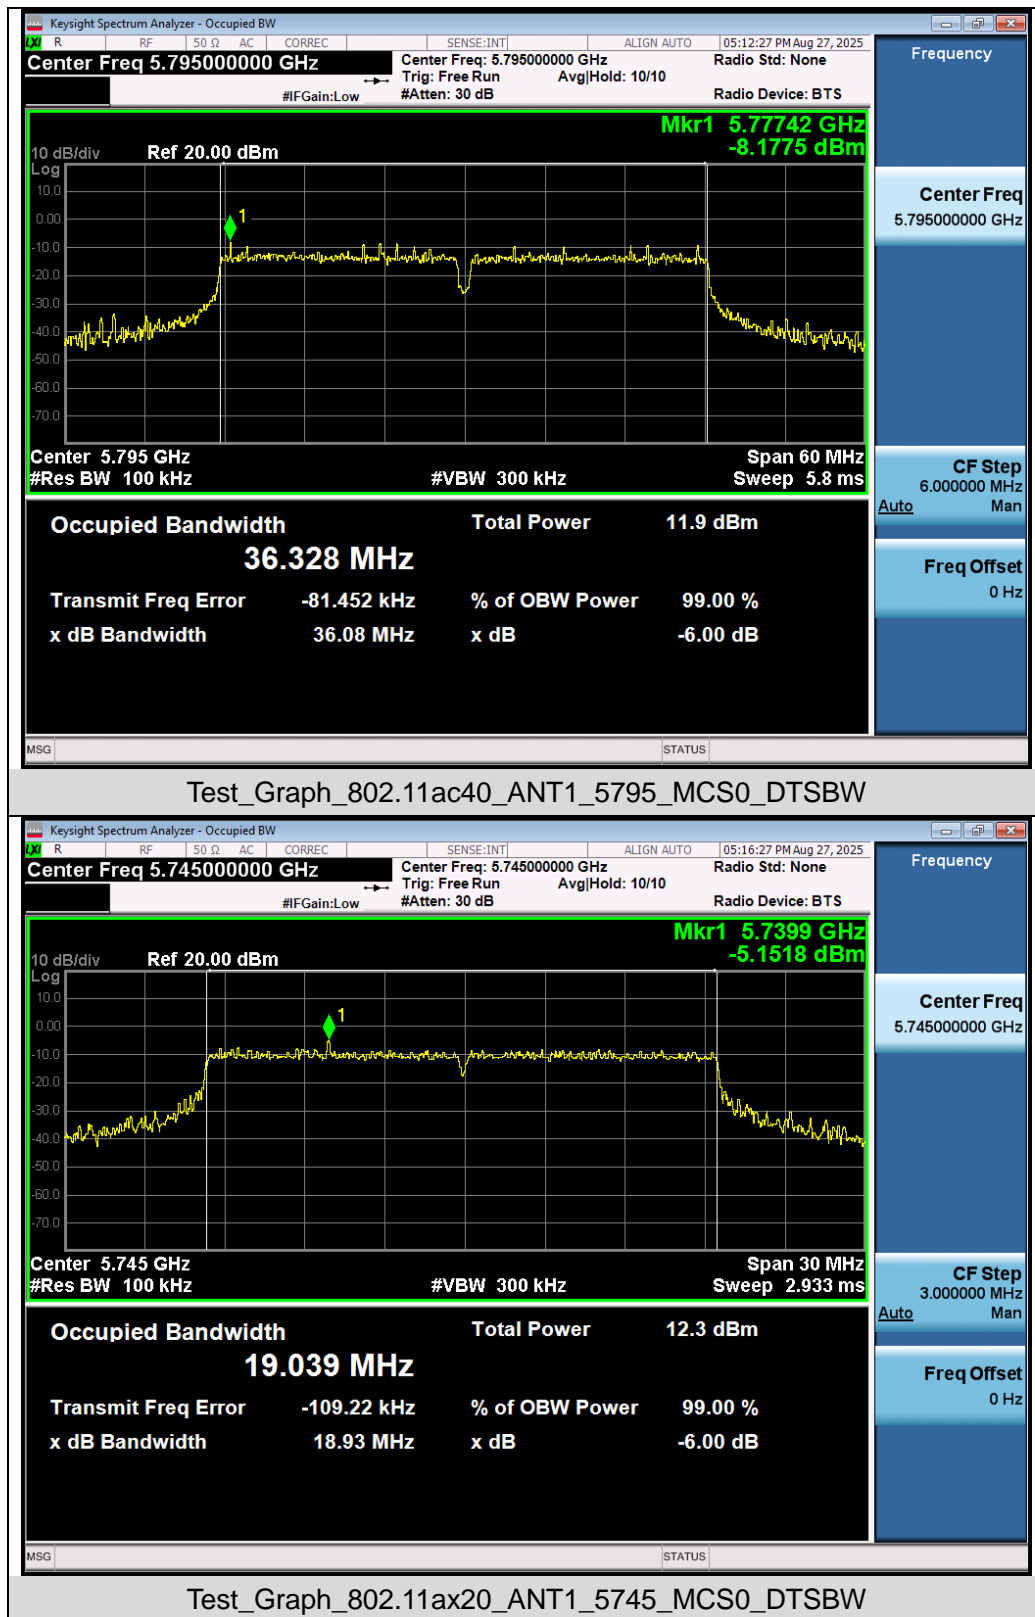 Keysight Spectrum Analyzer - Occupied BW
LXI R RF 50 Ω AC CORREC SENSE:INT ALIGN AUTO 05:12:27 PM Aug 27, 2025
Center Freq 5.795000000 GHz
Center Freq: 5.795000000 GHz
Radio Std: None
Trig: Free Run Avg|Hold: 10/10
#IFGain:Low #Atten: 30 dB
Radio Device: BTS
Mkr1 5.77742 GHz
-8.1775 dBm
10 dB/div Ref 20.00 dBm
Log
10.0
0.00
-10.0
-20.0
-30.0
-40.0
-50.0
-60.0
-70.0
1
Center 5.795 GHz Span 60 MHz
#Res BW 100 kHz #VBW 300 kHz Sweep 5.8 ms
Occupied Bandwidth Total Power 11.9 dBm
36.328 MHz
Transmit Freq Error -81.452 kHz % of OBW Power 99.00 %
x dB Bandwidth 36.08 MHz x dB -6.00 dB
Frequency
Center Freq
5.795000000 GHz
CF Step
6.000000 MHz
Auto Man
Freq Offset
0 Hz
MSG STATUS
Test_Graph_802.11ac40_ANT1_5795_MCS0_DTSBW
Keysight Spectrum Analyzer - Occupied BW
LXI R RF 50 Ω AC CORREC SENSE:INT ALIGN AUTO 05:16:27 PM Aug 27, 2025
Center Freq 5.745000000 GHz
Center Freq: 5.745000000 GHz
Radio Std: None
Trig: Free Run Avg|Hold: 10/10
#IFGain:Low #Atten: 30 dB
Radio Device: BTS
Mkr1 5.7399 GHz
-5.1518 dBm
10 dB/div Ref 20.00 dBm
Log
10.0
0.00
-10.0
-20.0
-30.0
-40.0
-50.0
-60.0
-70.0
1
Center 5.745 GHz Span 30 MHz
#Res BW 100 kHz #VBW 300 kHz Sweep 2.933 ms
Occupied Bandwidth Total Power 12.3 dBm
19.039 MHz
Transmit Freq Error -109.22 kHz % of OBW Power 99.00 %
x dB Bandwidth 18.93 MHz x dB -6.00 dB
Frequency
Center Freq
5.745000000 GHz
CF Step
3.000000 MHz
Auto Man
Freq Offset
0 Hz
MSG STATUS
Test_Graph_802.11ax20_ANT1_5745_MCS0_DTSBW